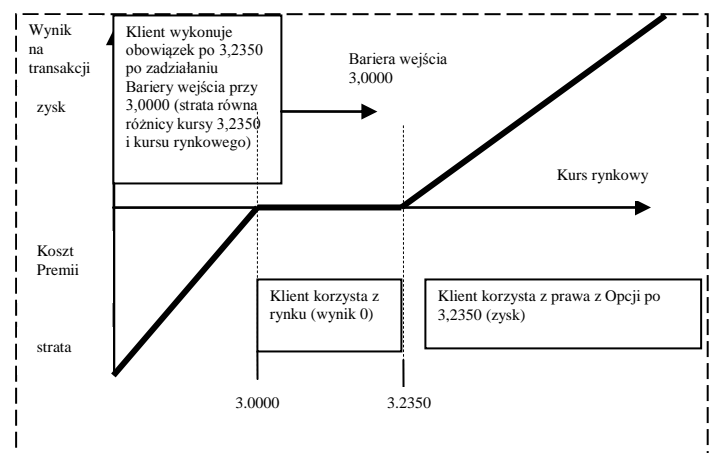 Wynik
na
transakcji
zysk
Klient wykonuje
obowiązek po 3,2350
po zadziałaniu
Bariery wejścia przy
3,0000 (strata równa
różnicy kursy 3,2350
i kursu rynkowego)
Bariera wejścia
3,0000
Kurs rynkowy
Koszt
Premii
strata
Klient korzysta z
rynku (wynik 0)
Klient korzysta z prawa z Opcji po
3,2350 (zysk)
3.0000
3.2350